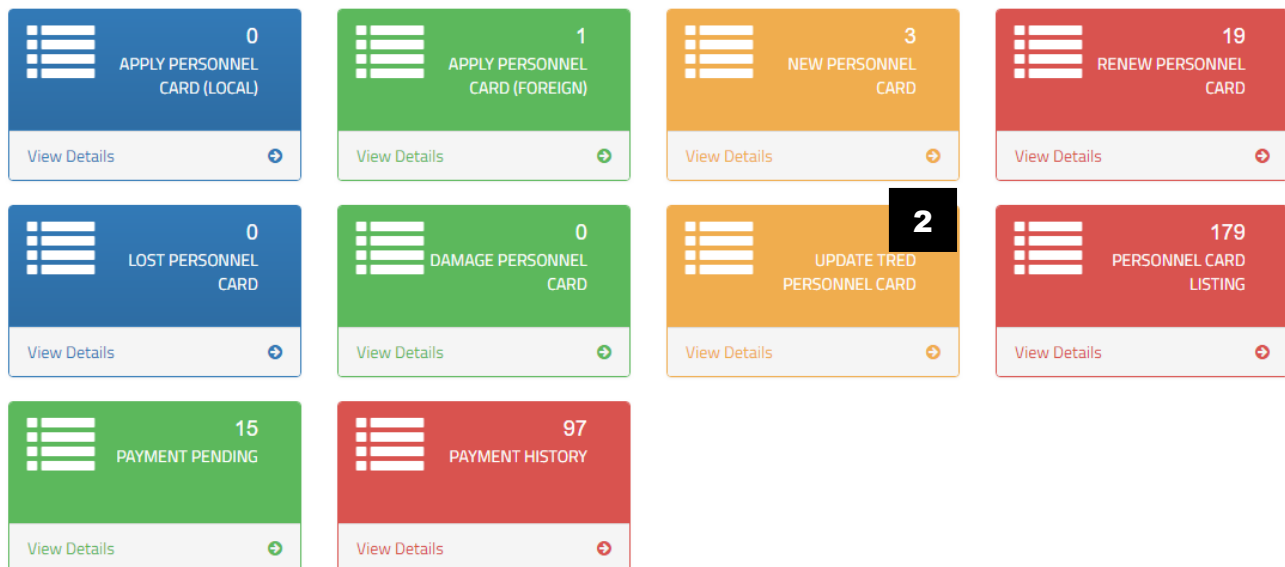 0
APPLY PERSONNEL
CARD (LOCAL)
View Details
1
APPLY PERSONNEL
CARD (FOREIGN)
View Details
3
NEW PERSONNEL
CARD
View Details
19
RENEW PERSONNEL
CARD
View Details
0
LOST PERSONNEL
CARD
View Details
0
DAMAGE PERSONNEL
CARD
View Details
2
UPDATE TRED
PERSONNEL CARD
View Details
179
PERSONNEL CARD
LISTING
View Details
15
PAYMENT PENDING
View Details
97
PAYMENT HISTORY
View Details